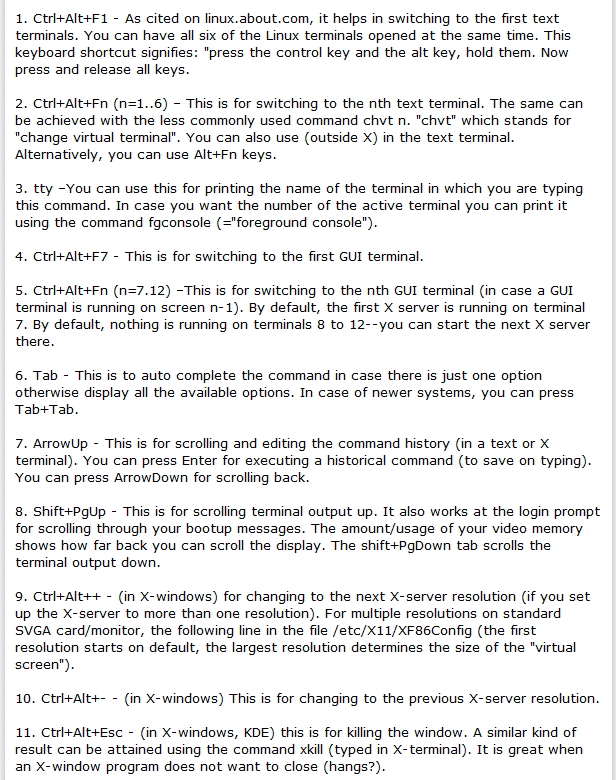 1. Ctrl+Alt+F1 - As cited on linux.about.com, it helps in switching to the first text
terminals. You can have all six of the Linux terminals opened at the same time. This
keyboard shortcut signifies: "press the control key and the alt key, hold them. Now
press and release all keys.
2. Ctrl+Alt+Fn (n=1..6) – This is for switching to the nth text terminal. The same can
be achieved with the less commonly used command chvt n. "chvt" which stands for
"change virtual terminal". You can also use (outside X) in the text terminal.
Alternatively, you can use Alt+Fn keys.
3. tty –You can use this for printing the name of the terminal in which you are typing
this command. In case you want the number of the active terminal you can print it
using the command fgconsole (="foreground console").
4. Ctrl+Alt+F7 - This is for switching to the first GUI terminal.
5. Ctrl+Alt+Fn (n=7.12) –This is for switching to the nth GUI terminal (in case a GUI
terminal is running on screen n-1). By default, the first X server is running on terminal
7. By default, nothing is running on terminals 8 to 12--you can start the next X server
there.
6. Tab - This is to auto complete the command in case there is just one option
otherwise display all the available options. In case of newer systems, you can press
Tab+Tab.
7. ArrowUp - This is for scrolling and editing the command history (in a text or X
terminal). You can press Enter for executing a historical command (to save on typing).
You can press ArrowDown for scrolling back.
8. Shift+PgUp - This is for scrolling terminal output up. It also works at the login prompt
for scrolling through your bootup messages. The amount/usage of your video memory
shows how far back you can scroll the display. The shift+PgDown tab scrolls the
terminal output down.
9. Ctrl+Alt++ - (in X-windows) for changing to the next X-server resolution (if you set
up the X-server to more than one resolution). For multiple resolutions on standard
SVGA card/monitor, the following line in the file /etc/X11/XF86Config (the first
resolution starts on default, the largest resolution determines the size of the "virtual
screen").
10. Ctrl+Alt+- - (in X-windows) This is for changing to the previous X-server resolution.
11. Ctrl+Alt+Esc - (in X-windows, KDE) this is for killing the window. A similar kind of
result can be attained using the command xkill (typed in X-terminal). It is great when
an X-window program does not want to close (hangs?).